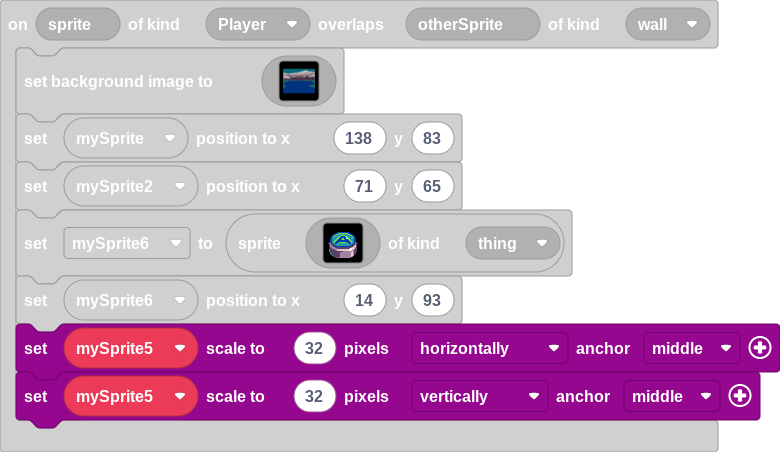 on sprite of kind Player overlaps otherSprite of kind wall
set background image to
set mySprite position to x 138 y 83
set mySprite2 position to x 71 y 65
set mySprite6 to sprite of kind thing
set mySprite6 position to x 14 y 93
set mySprite5 scale to 32 pixels horizontally anchor middle
set mySprite5 scale to 32 pixels vertically anchor middle